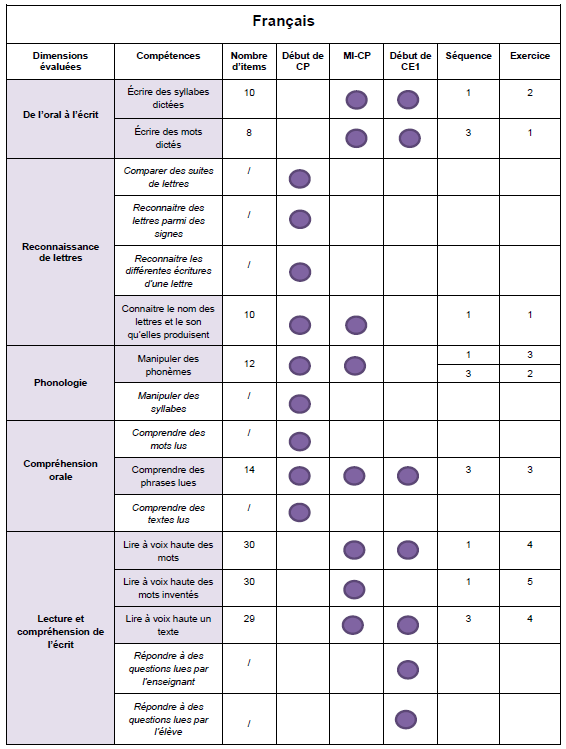 Français
Dimensions évaluées
Compétences
Nombre d'items
Début de CP
MI-CP
Début de CE1
Séquence
Exercice
De l'oral à l'écrit
Écrire des syllabes
dictées
10
1
2
Écrire des mots
dictés
8
3
1
Reconnaissance
de lettres
Comparer des suites
de lettres
/
Reconnaitre des
lettres parmi des
signes
/
Reconnaitre les
différentes écritures
d'une lettre
/
Connaitre le nom des
lettres et le son
qu'elles produisent
10
1
1
Phonologie
Manipuler des
phonèmes
12
1
3
3
2
Manipuler des
syllabes
/
Compréhension
orale
Comprendre des
mots lus
/
Comprendre des
phrases lues
14
3
3
Comprendre des
textes lus
/
Lecture et
compréhension de
l'écrit
Lire à voix haute des
mots
30
1
4
Lire à voix haute des
mots inventés
30
1
5
Lire à voix haute un
texte
29
3
4
Répondre à des
questions lues par
l'enseignant
/
Répondre à des
questions lues par
l'élève
/